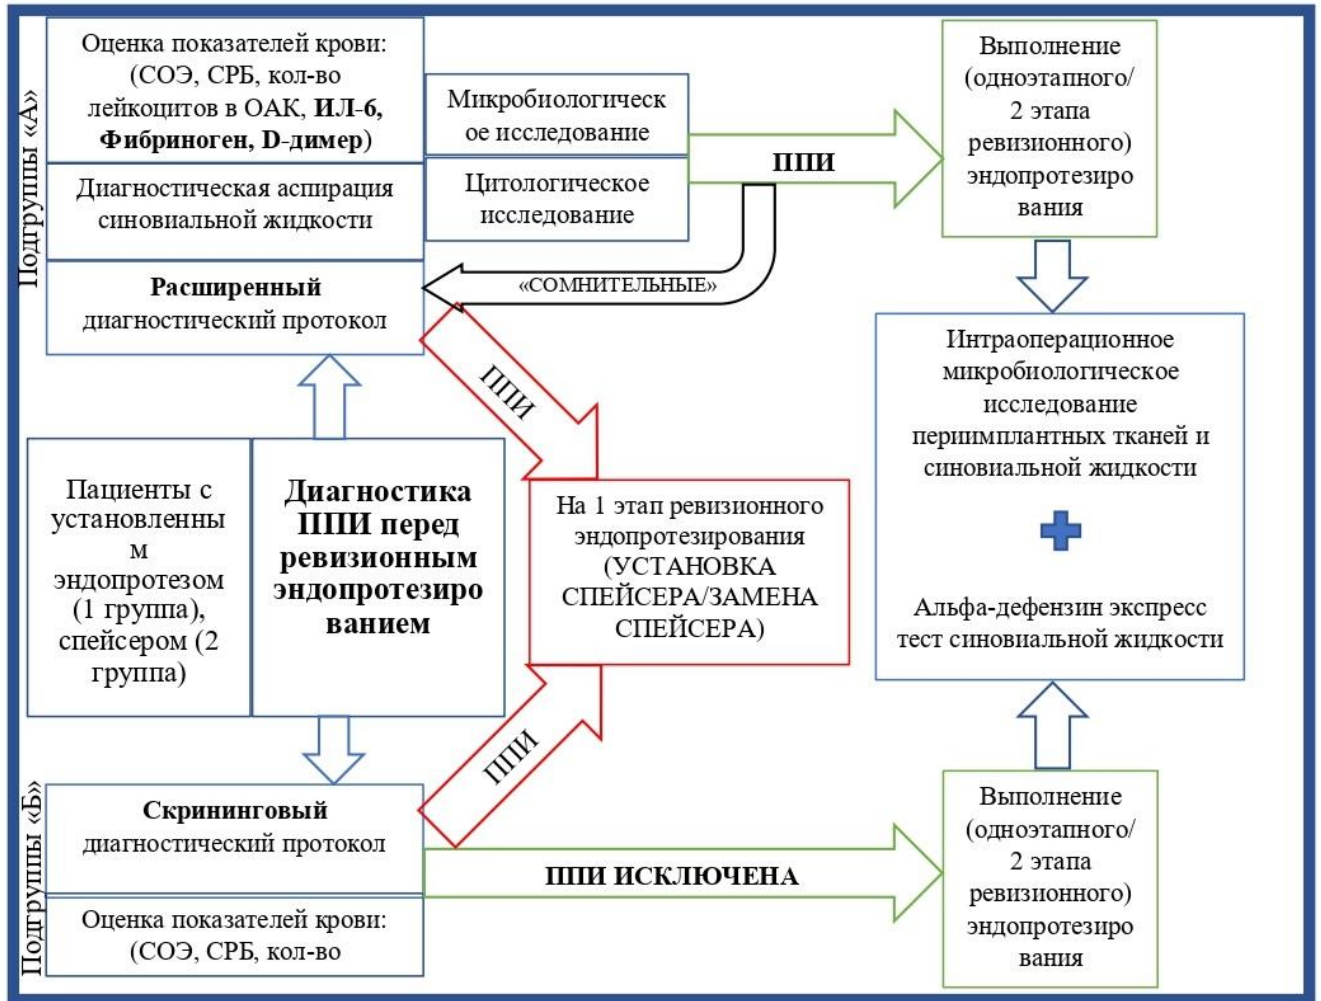 Подгруппы «А»
Оценка показателей крови:
(СОЭ, СРБ, кол-во
лейкоцитов в ОАК, ИЛ-6,
Фибриноген, D-димер)
Диагностическая аспирация
синовиальной жидкости
Расширенный
диагностический протокол
Микробиологическ
ое исследование
Цитологическое
исследование
ППИ
«СОМНИТЕЛЬНЫЕ»
Выполнение
(одноэтапного/
2 этапа
ревизионного)
эндопротезиро
вания
Интраоперационное
микробиологическое
исследование
периимплантных тканей и
синовиальной жидкости
Альфа-дефензин экспресс
тест синовиальной жидкости
ППИ
Пациенты с
установленны
м
эндопротезом
(1 группа),
спейсером (2
группа)
Диагностика
ППИ перед
ревизионным
эндопротезиро
ванием
На 1 этап ревизионного
эндопротезирования
(УСТАНОВКА
СПЕЙСЕРА/ЗАМЕНА
СПЕЙСЕРА)
ППИ
Подгруппы «Б»
Скрининговый
диагностический протокол
Оценка показателей крови:
(СОЭ, СРБ, кол-во
ППИ ИСКЛЮЧЕНА
Выполнение
(одноэтапного/
2 этапа
ревизионного)
эндопротезиро
вания